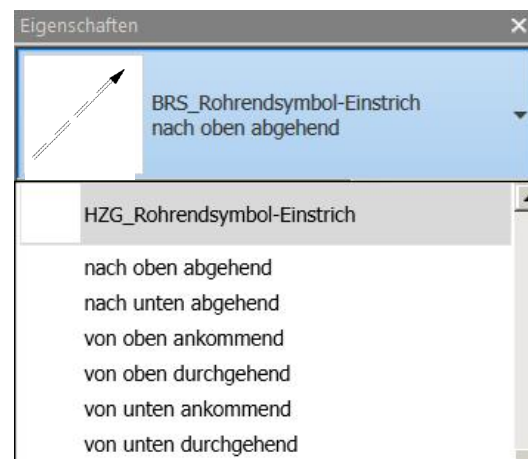 Eigenschaften
BRS_Rohrendsymbol-Einstrich
nach oben abgehend
HZG_Rohrendsymbol-Einstrich
nach oben abgehend
nach unten abgehend
von oben ankommend
von oben durchgehend
von unten ankommend
von unten durchgehend